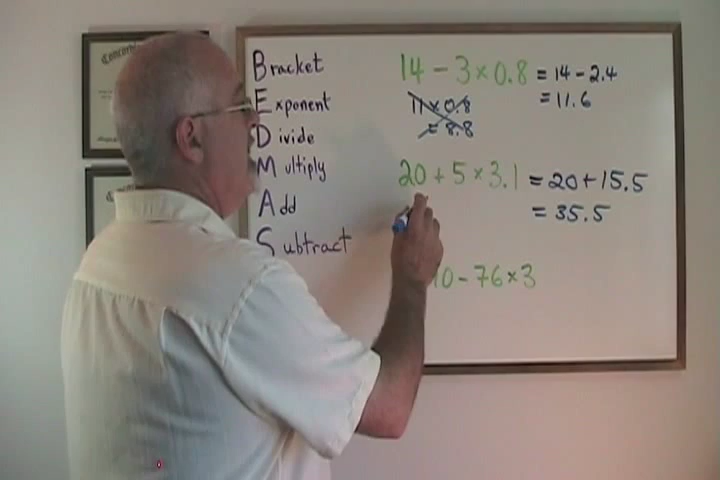 Bracket
Exponent
Divide
Multiply
Add
Subtract
14 - 3 × 0.8 = 14 - 2.4
= 11.6
11 × 0.8
= 8.8
20 + 5 × 3.1 = 20 + 15.5
= 35.5
- 76 × 3